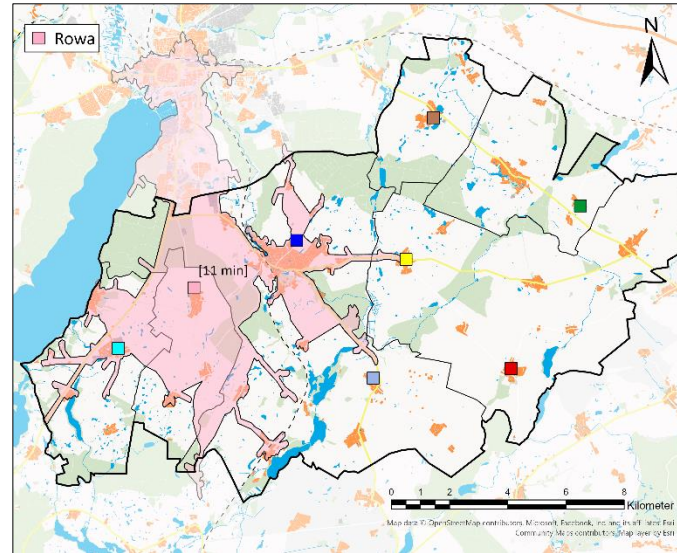 Rowa
N
[11 min]
0 2 4 6 8
Kilometer
Map data © OpenStreetMap contributors, Microsoft, Facebook, Inc. and its affiliates, Esri
Community Maps contributors, Map layer by Esri